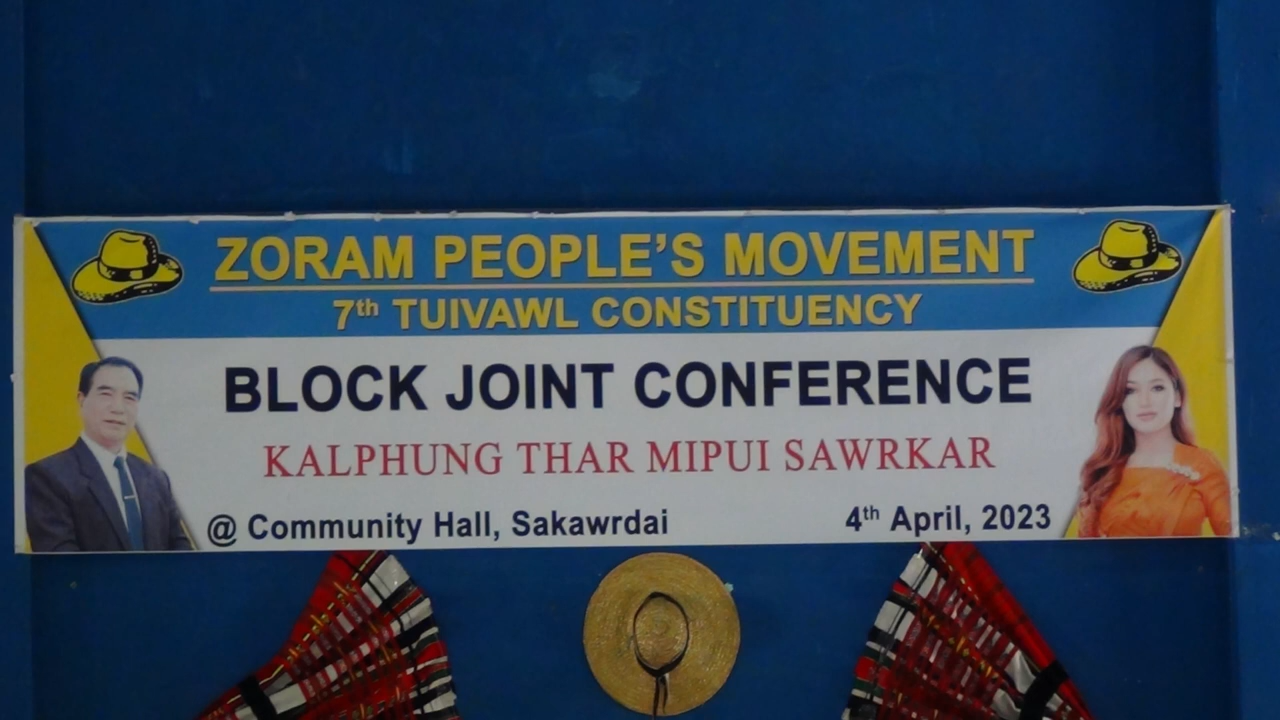 ZORAM PEOPLE'S MOVEMENT
7th TUIVAWL CONSTITUENCY
BLOCK JOINT CONFERENCE
KALPHUNG THAR MIPUI SAWRKAR
@ Community Hall, Sakawrdai 4th April, 2023